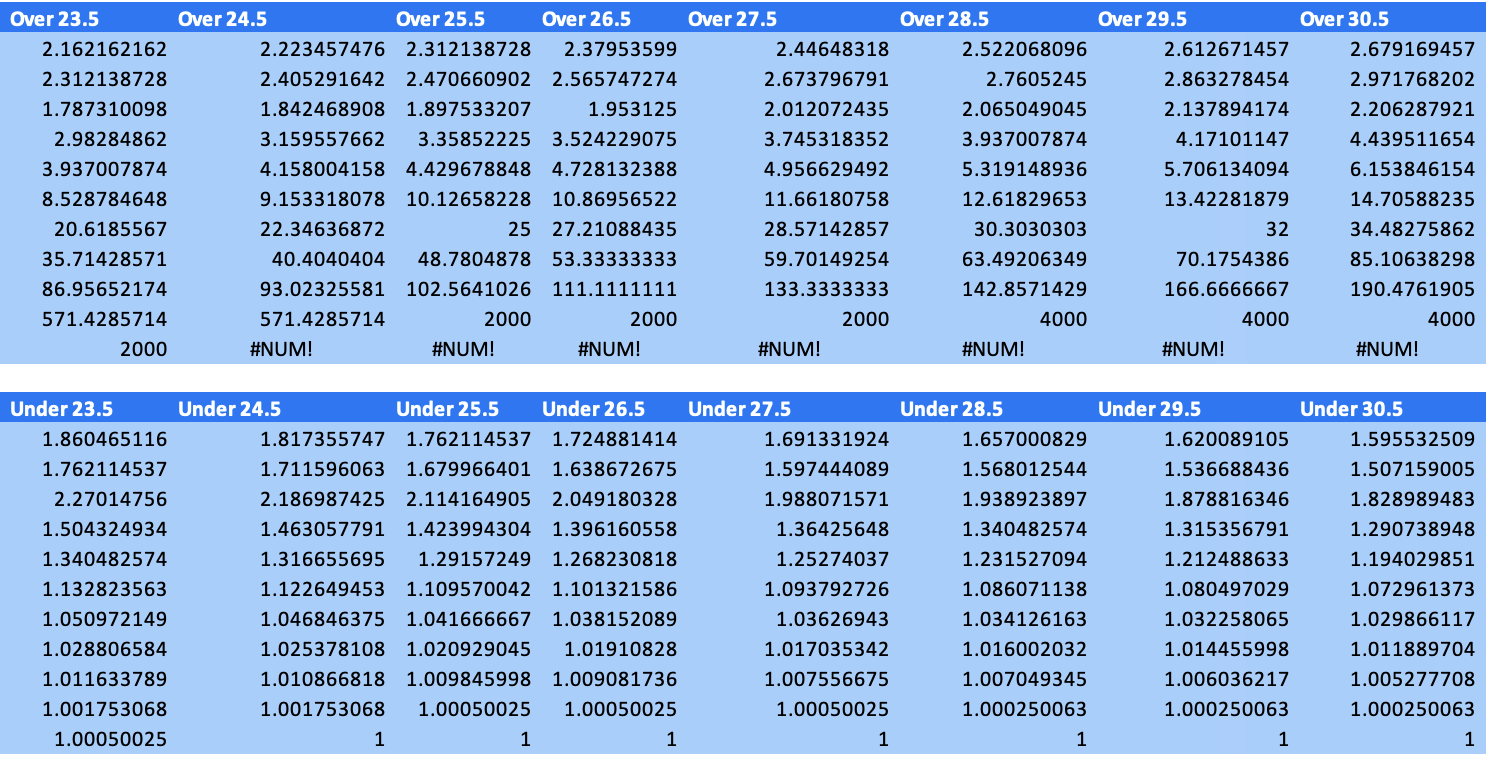 Over 23.5 Over 24.5 Over 25.5 Over 26.5 Over 27.5 Over 28.5 Over 29.5 Over 30.5
2.162162162 2.223457476 2.312138728 2.37953599 2.44648318 2.522068096 2.612671457 2.679169457
2.312138728 2.405291642 2.470660902 2.565747274 2.673796791 2.7605245 2.863278454 2.971768202
1.787310098 1.842468908 1.897533207 1.953125 2.012072435 2.065049045 2.137894174 2.206287921
2.98284862 3.159557662 3.35852225 3.524229075 3.745318352 3.937007874 4.17101147 4.439511654
3.937007874 4.158004158 4.429678848 4.728132388 4.956629492 5.319148936 5.706134094 6.153846154
8.528784648 9.153318078 10.12658228 10.86956522 11.66180758 12.61829653 13.42281879 14.70588235
20.6185567 22.34636872 25 27.21088435 28.57142857 30.3030303 32 34.48275862
35.71428571 40.4040404 48.7804878 53.33333333 59.70149254 63.49206349 70.1754386 85.10638298
86.95652174 93.02325581 102.5641026 111.1111111 133.3333333 142.8571429 166.6666667 190.4761905
571.4285714 571.4285714 2000 2000 2000 4000 4000 4000
2000 #NUM! #NUM! #NUM! #NUM! #NUM! #NUM! #NUM!
Under 23.5 Under 24.5 Under 25.5 Under 26.5 Under 27.5 Under 28.5 Under 29.5 Under 30.5
1.860465116 1.817355747 1.762114537 1.724881414 1.691331924 1.657000829 1.620089105 1.595532509
1.762114537 1.711596063 1.679966401 1.638672675 1.597444089 1.568012544 1.536688436 1.507159005
2.27014756 2.186987425 2.114164905 2.049180328 1.988071571 1.938923897 1.878816346 1.828989483
1.504324934 1.463057791 1.423994304 1.396160558 1.36425648 1.340482574 1.315356791 1.290738948
1.340482574 1.316655695 1.29157249 1.268230818 1.25274037 1.231527094 1.212488633 1.194029851
1.132823563 1.122649453 1.109570042 1.101321586 1.093792726 1.086071138 1.080497029 1.072961373
1.050972149 1.046846375 1.041666667 1.038152089 1.03626943 1.034126163 1.032258065 1.029866117
1.028806584 1.025378108 1.020929045 1.01910828 1.017035342 1.016002032 1.014455998 1.011889704
1.011633789 1.010866818 1.009845998 1.009081736 1.007556675 1.007049345 1.006036217 1.005277708
1.001753068 1.001753068 1.00050025 1.00050025 1.00050025 1.000250063 1.000250063 1.000250063
1.00050025 1 1 1 1 1 1 1